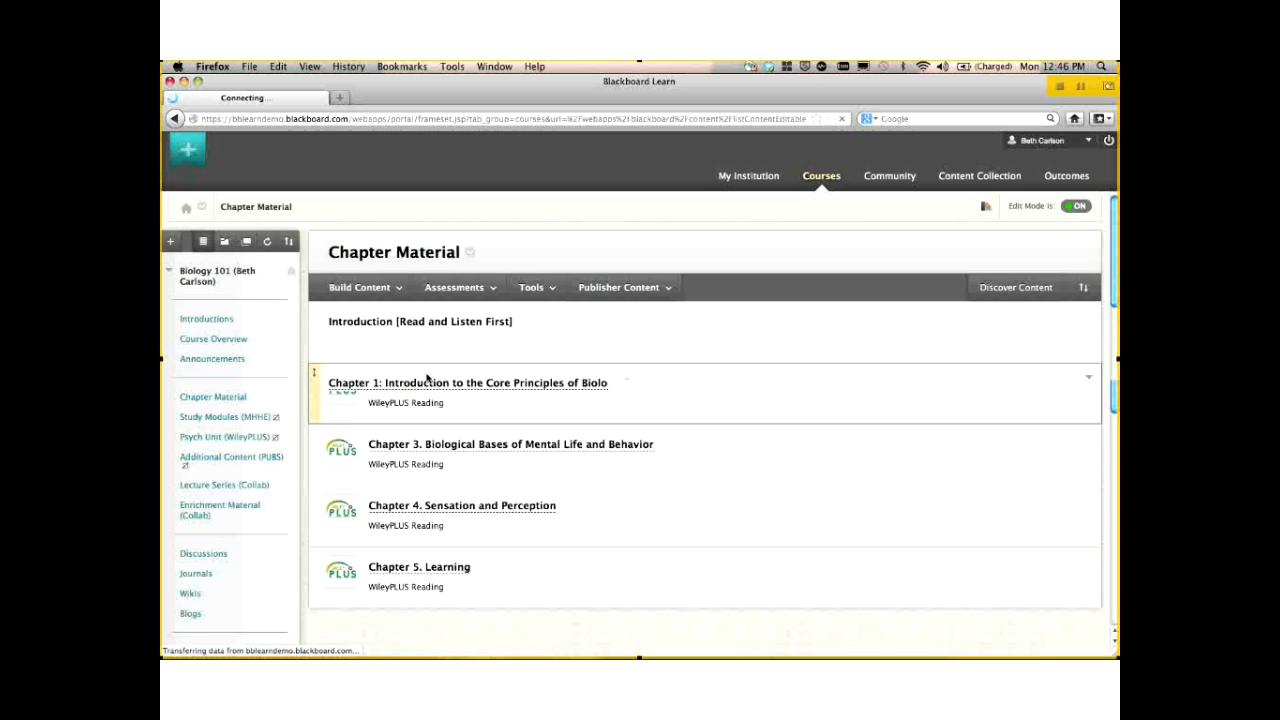 Firefox File Edit View History Bookmarks Tools Window Help (Charged) Mon 12:46 PM
Blackboard Learn
Connecting...
https://bblearndemo.blackboard.com/webapps/portal/frameset.jsp?tab_group=courses&url=%2Fwebapps%2Fblackboard%2Fcontent%2FlistContentEditable Google
Beth Carlson
My Institution Courses Community Content Collection Outcomes
Chapter Material Edit Mode is: ON
Biology 101 (Beth
Carlson)
Introductions
Course Overview
Announcements
Chapter Material
Study Modules (MHHE)
Psych Unit (WileyPLUS)
Additional Content (PUBS)
Lecture Series (Collab)
Enrichment Material
(Collab)
Discussions
Journals
Wikis
Blogs
Chapter Material
Build Content Assessments Tools Publisher Content Discover Content
Introduction [Read and Listen First]
Chapter 1: Introduction to the Core Principles of Biolo
WileyPLUS Reading
PLUS
Chapter 3. Biological Bases of Mental Life and Behavior
WileyPLUS Reading
PLUS
Chapter 4. Sensation and Perception
WileyPLUS Reading
PLUS
Chapter 5. Learning
WileyPLUS Reading
Transferring data from bblearndemo.blackboard.com...